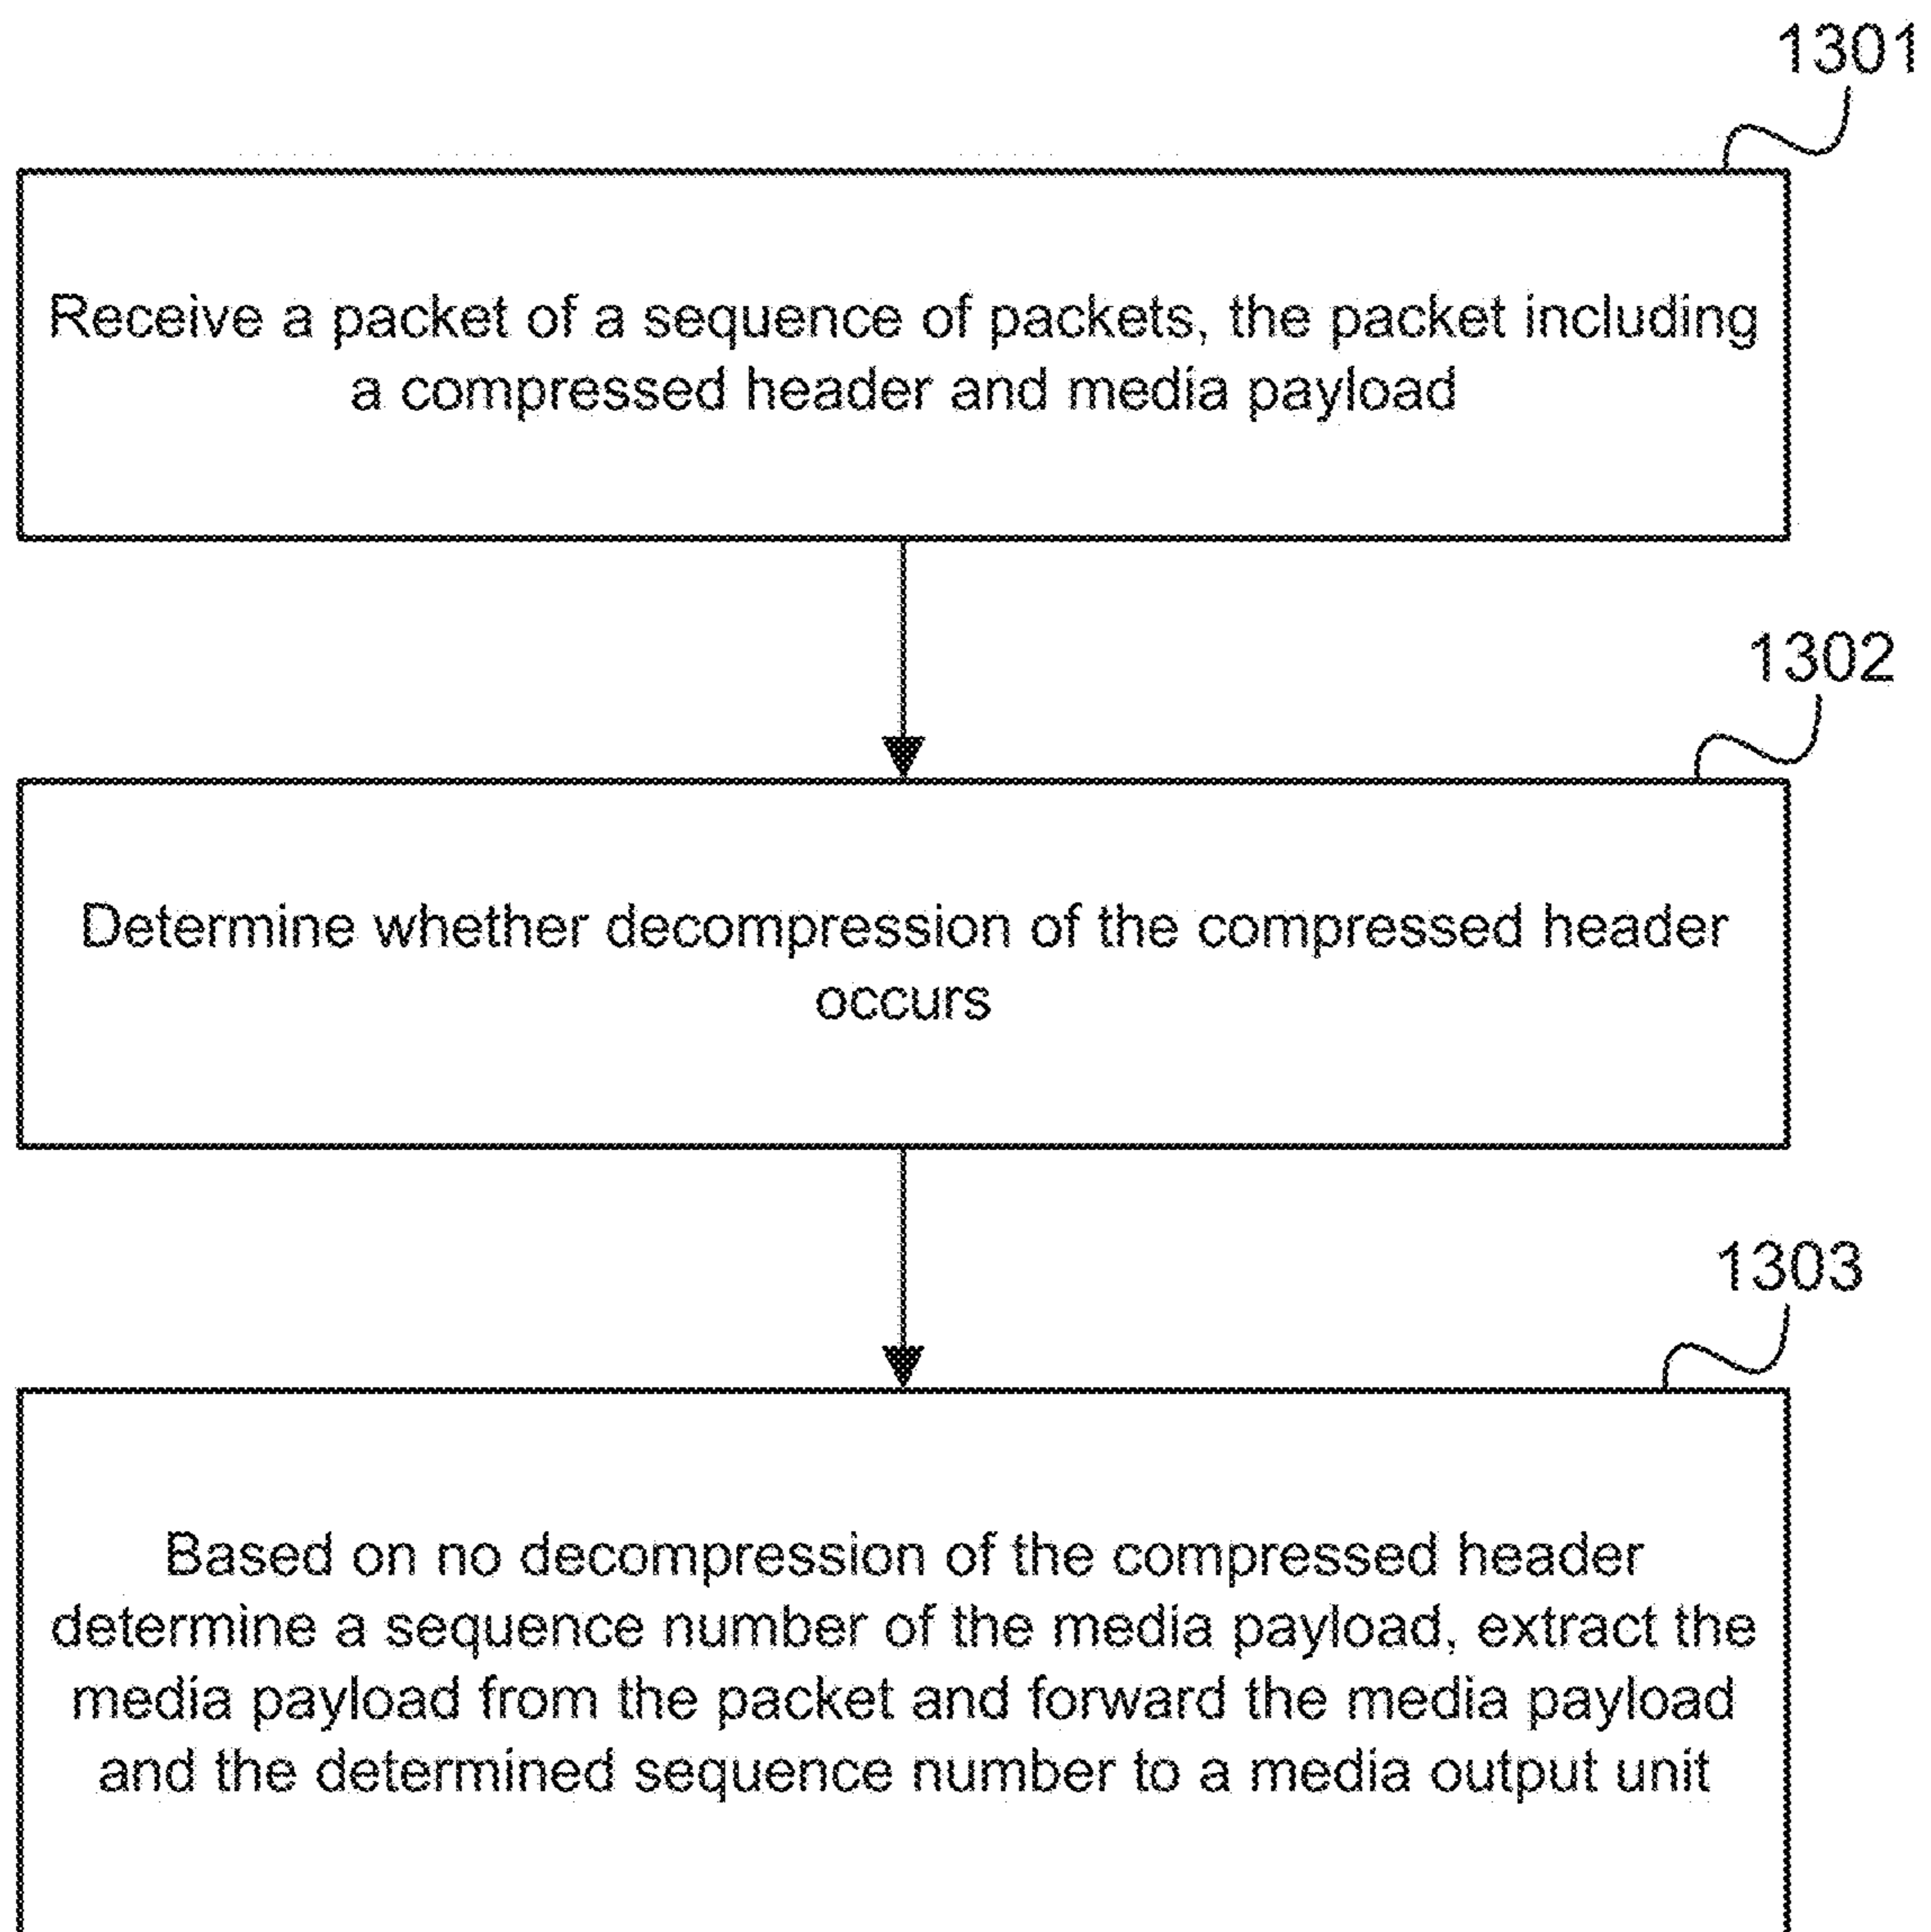 1301
Receive a packet of a sequence of packets, the packet including
a compressed header and media payload
1302
Determine whether decompression of the compressed header
occurs
1303
Based on no decompression of the compressed header
determine a sequence number of the media payload, extract the
media payload from the packet and forward the media payload
and the determined sequence number to a media output unit